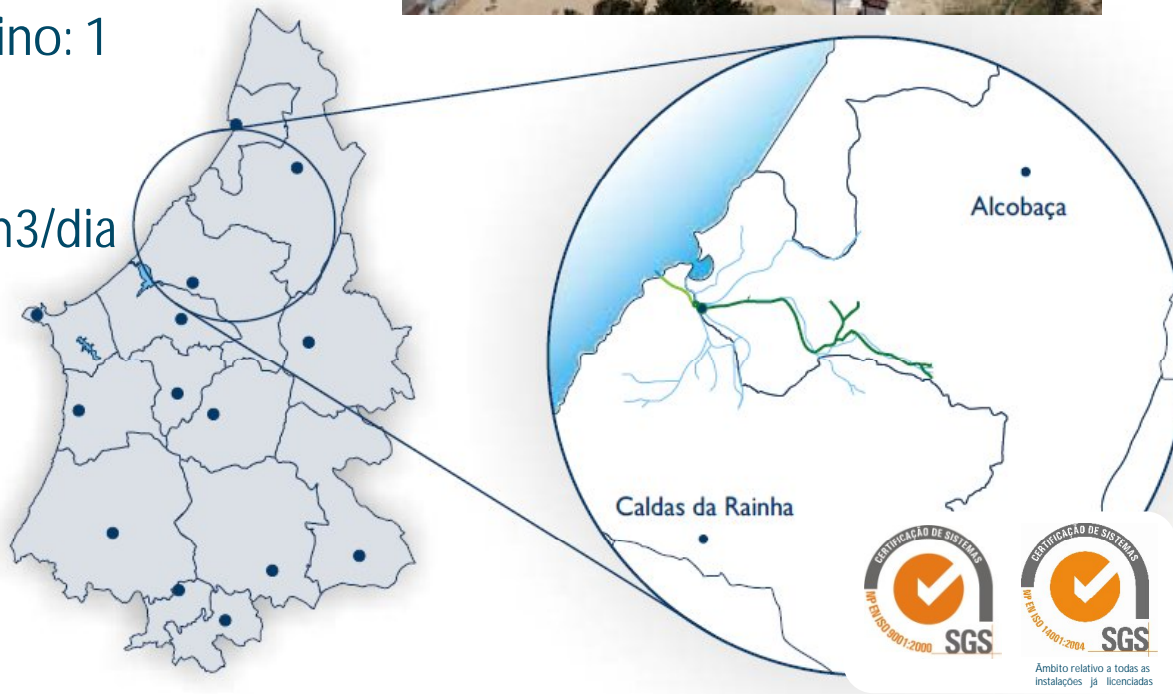 ino: 1
m3/dia
Alcobaça
Caldas da Rainha
CERTIFICAÇÃO DE SISTEMAS
NP EN ISO 9001:2000
SGS
CERTIFICAÇÃO DE SISTEMAS
NP EN ISO 14001:2004
SGS
Âmbito relativo a todas as
instalações já licenciadas